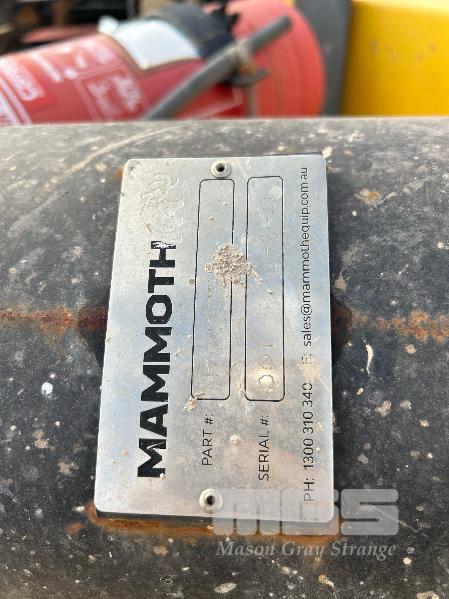 MAMMOTH
PART #:
SERIAL #:
PH: 1300 310 340 E: sales@mammothequip.com.au
MGS
Mason Gray Strange